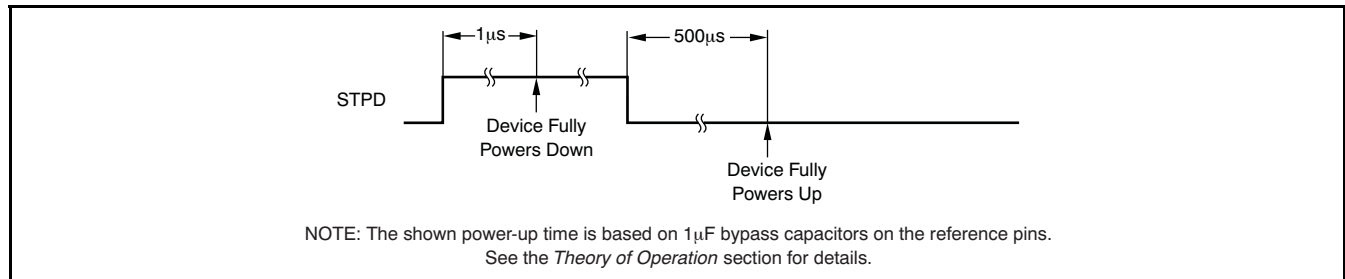 1μs
500μs
STPD
Device Fully
Powers Down
Device Fully
Powers Up
NOTE: The shown power-up time is based on 1μF bypass capacitors on the reference pins.
See the Theory of Operation section for details.